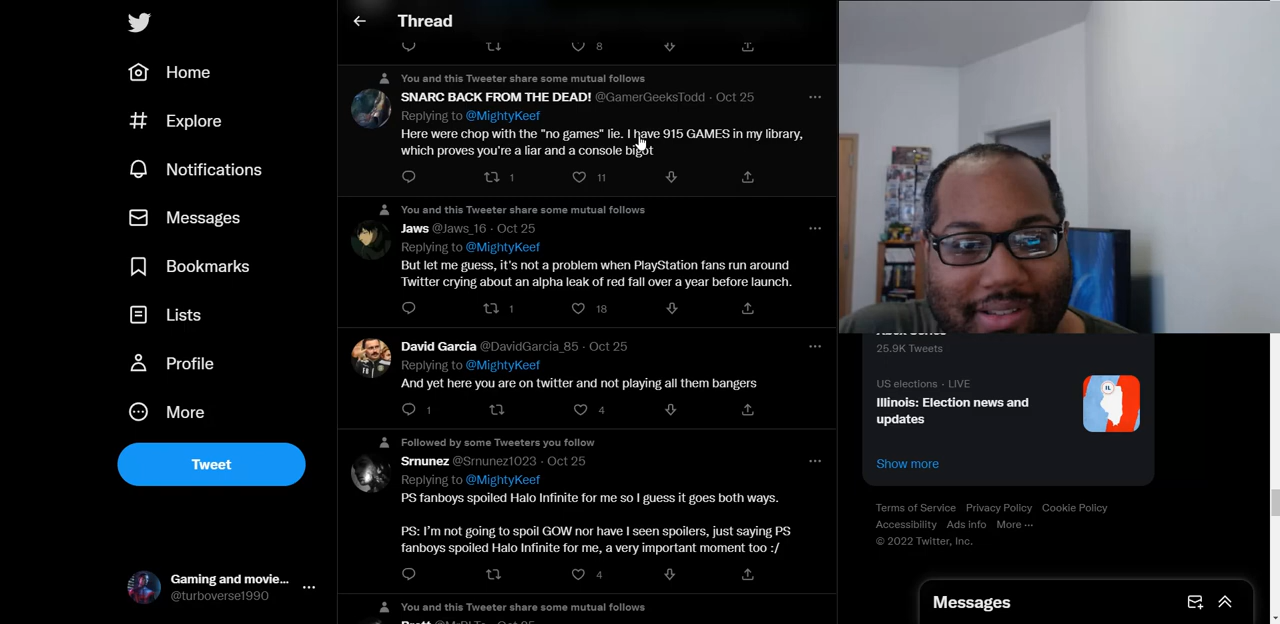 Thread
Home
Explore
Notifications
Messages
Bookmarks
Lists
Profile
More
Tweet
Gaming and movie...
@turboverse1990
8
You and this Tweeter share some mutual follows
SNARC BACK FROM THE DEAD! @GamerGeeksTodd · Oct 25
Replying to @MightyKeef
Here were chop with the "no games" lie. I have 915 GAMES in my library,
which proves you're a liar and a console bigot
1 11
You and this Tweeter share some mutual follows
Jaws @Jaws_16 · Oct 25
Replying to @MightyKeef
But let me guess, it's not a problem when PlayStation fans run around
Twitter crying about an alpha leak of red fall over a year before launch.
1 18
David Garcia @DavidGarcia_85 · Oct 25
Replying to @MightyKeef
And yet here you are on twitter and not playing all them bangers
1 4
Followed by some Tweeters you follow
Srnunez @Srnunez1023 · Oct 25
Replying to @MightyKeef
PS fanboys spoiled Halo Infinite for me so I guess it goes both ways.
PS: I'm not going to spoil GOW nor have I seen spoilers, just saying PS
fanboys spoiled Halo Infinite for me, a very important moment too :/
4
You and this Tweeter share some mutual follows
25.9K Tweets
US elections · LIVE
Illinois: Election news and
updates
Show more
Terms of Service Privacy Policy Cookie Policy
Accessibility Ads info More ...
© 2022 Twitter, Inc.
Messages